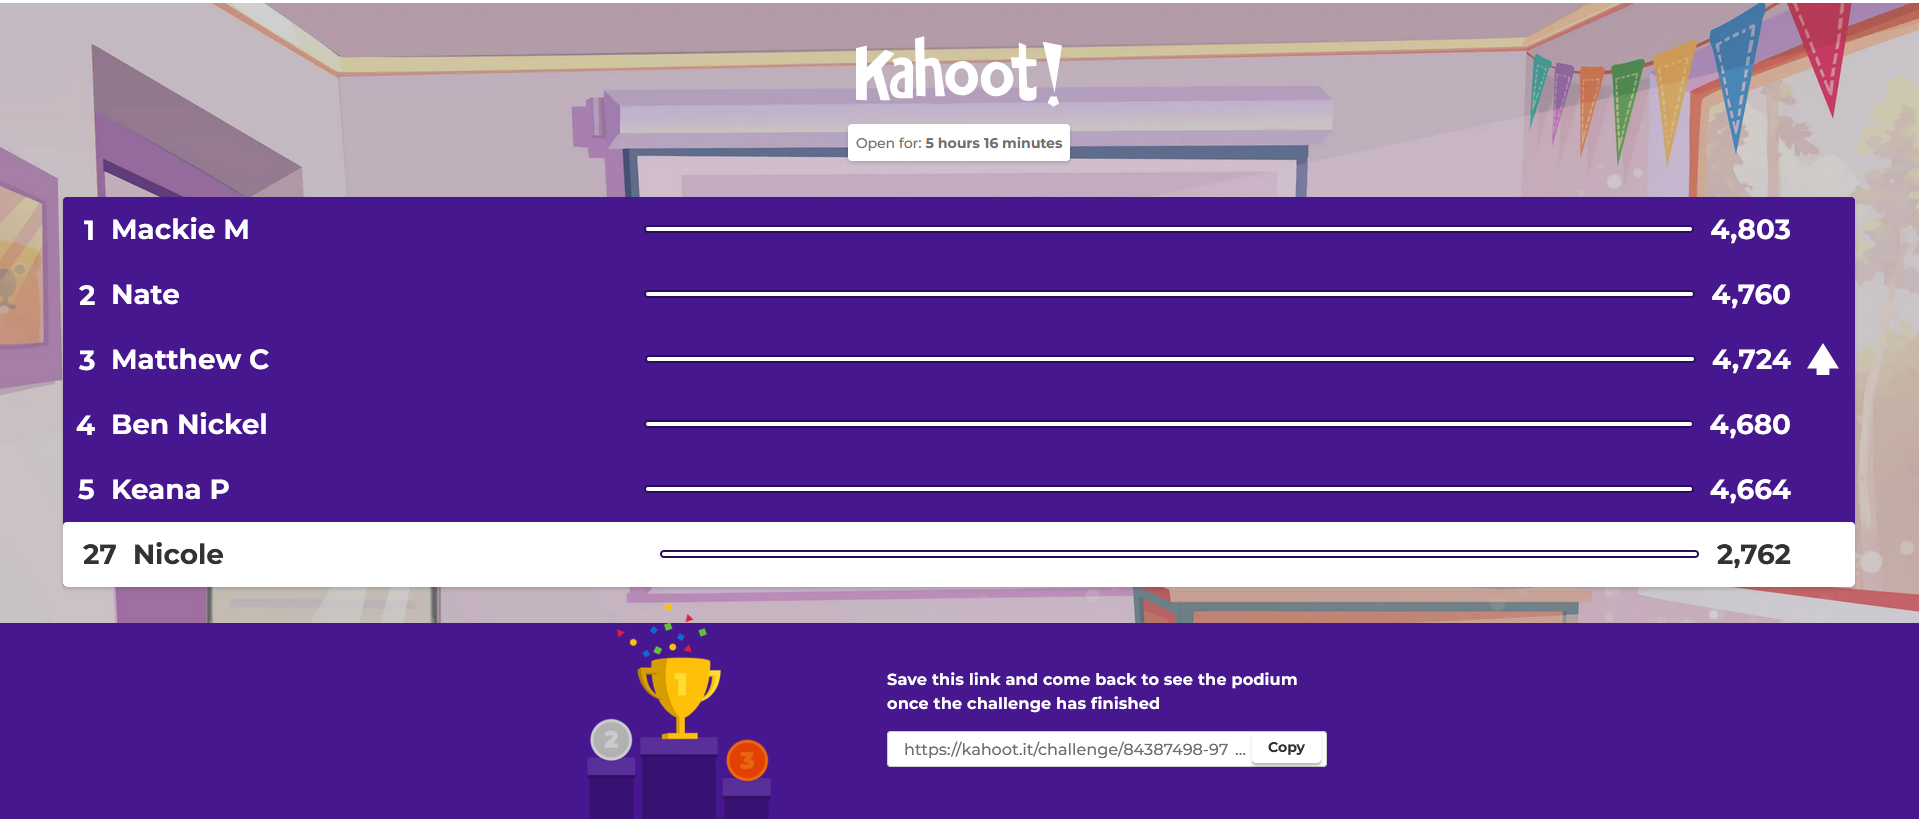 Kahoot!
Open for: 5 hours 16 minutes
1 Mackie M 4,803
2 Nate 4,760
3 Matthew C 4,724
4 Ben Nickel 4,680
5 Keana P 4,664
27 Nicole 2,762
1
2
3
Save this link and come back to see the podium
once the challenge has finished
https://kahoot.it/challenge/84387498-97 ... Copy